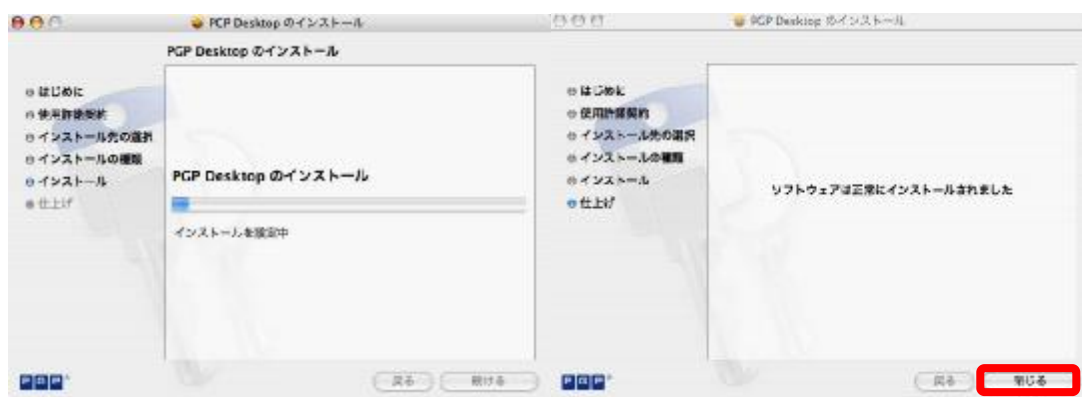 PGP Desktop のインストール
PGP Desktop のインストール
はじめに
使用許諾契約
インストール先の選択
インストールの種類
インストール
仕上げ
PGP Desktop のインストール
インストールを設定中
PGP
戻る
続ける
PGP Desktop のインストール
はじめに
使用許諾契約
インストール先の選択
インストールの種類
インストール
仕上げ
ソフトウェアは正常にインストールされました
PGP
戻る
閉じる